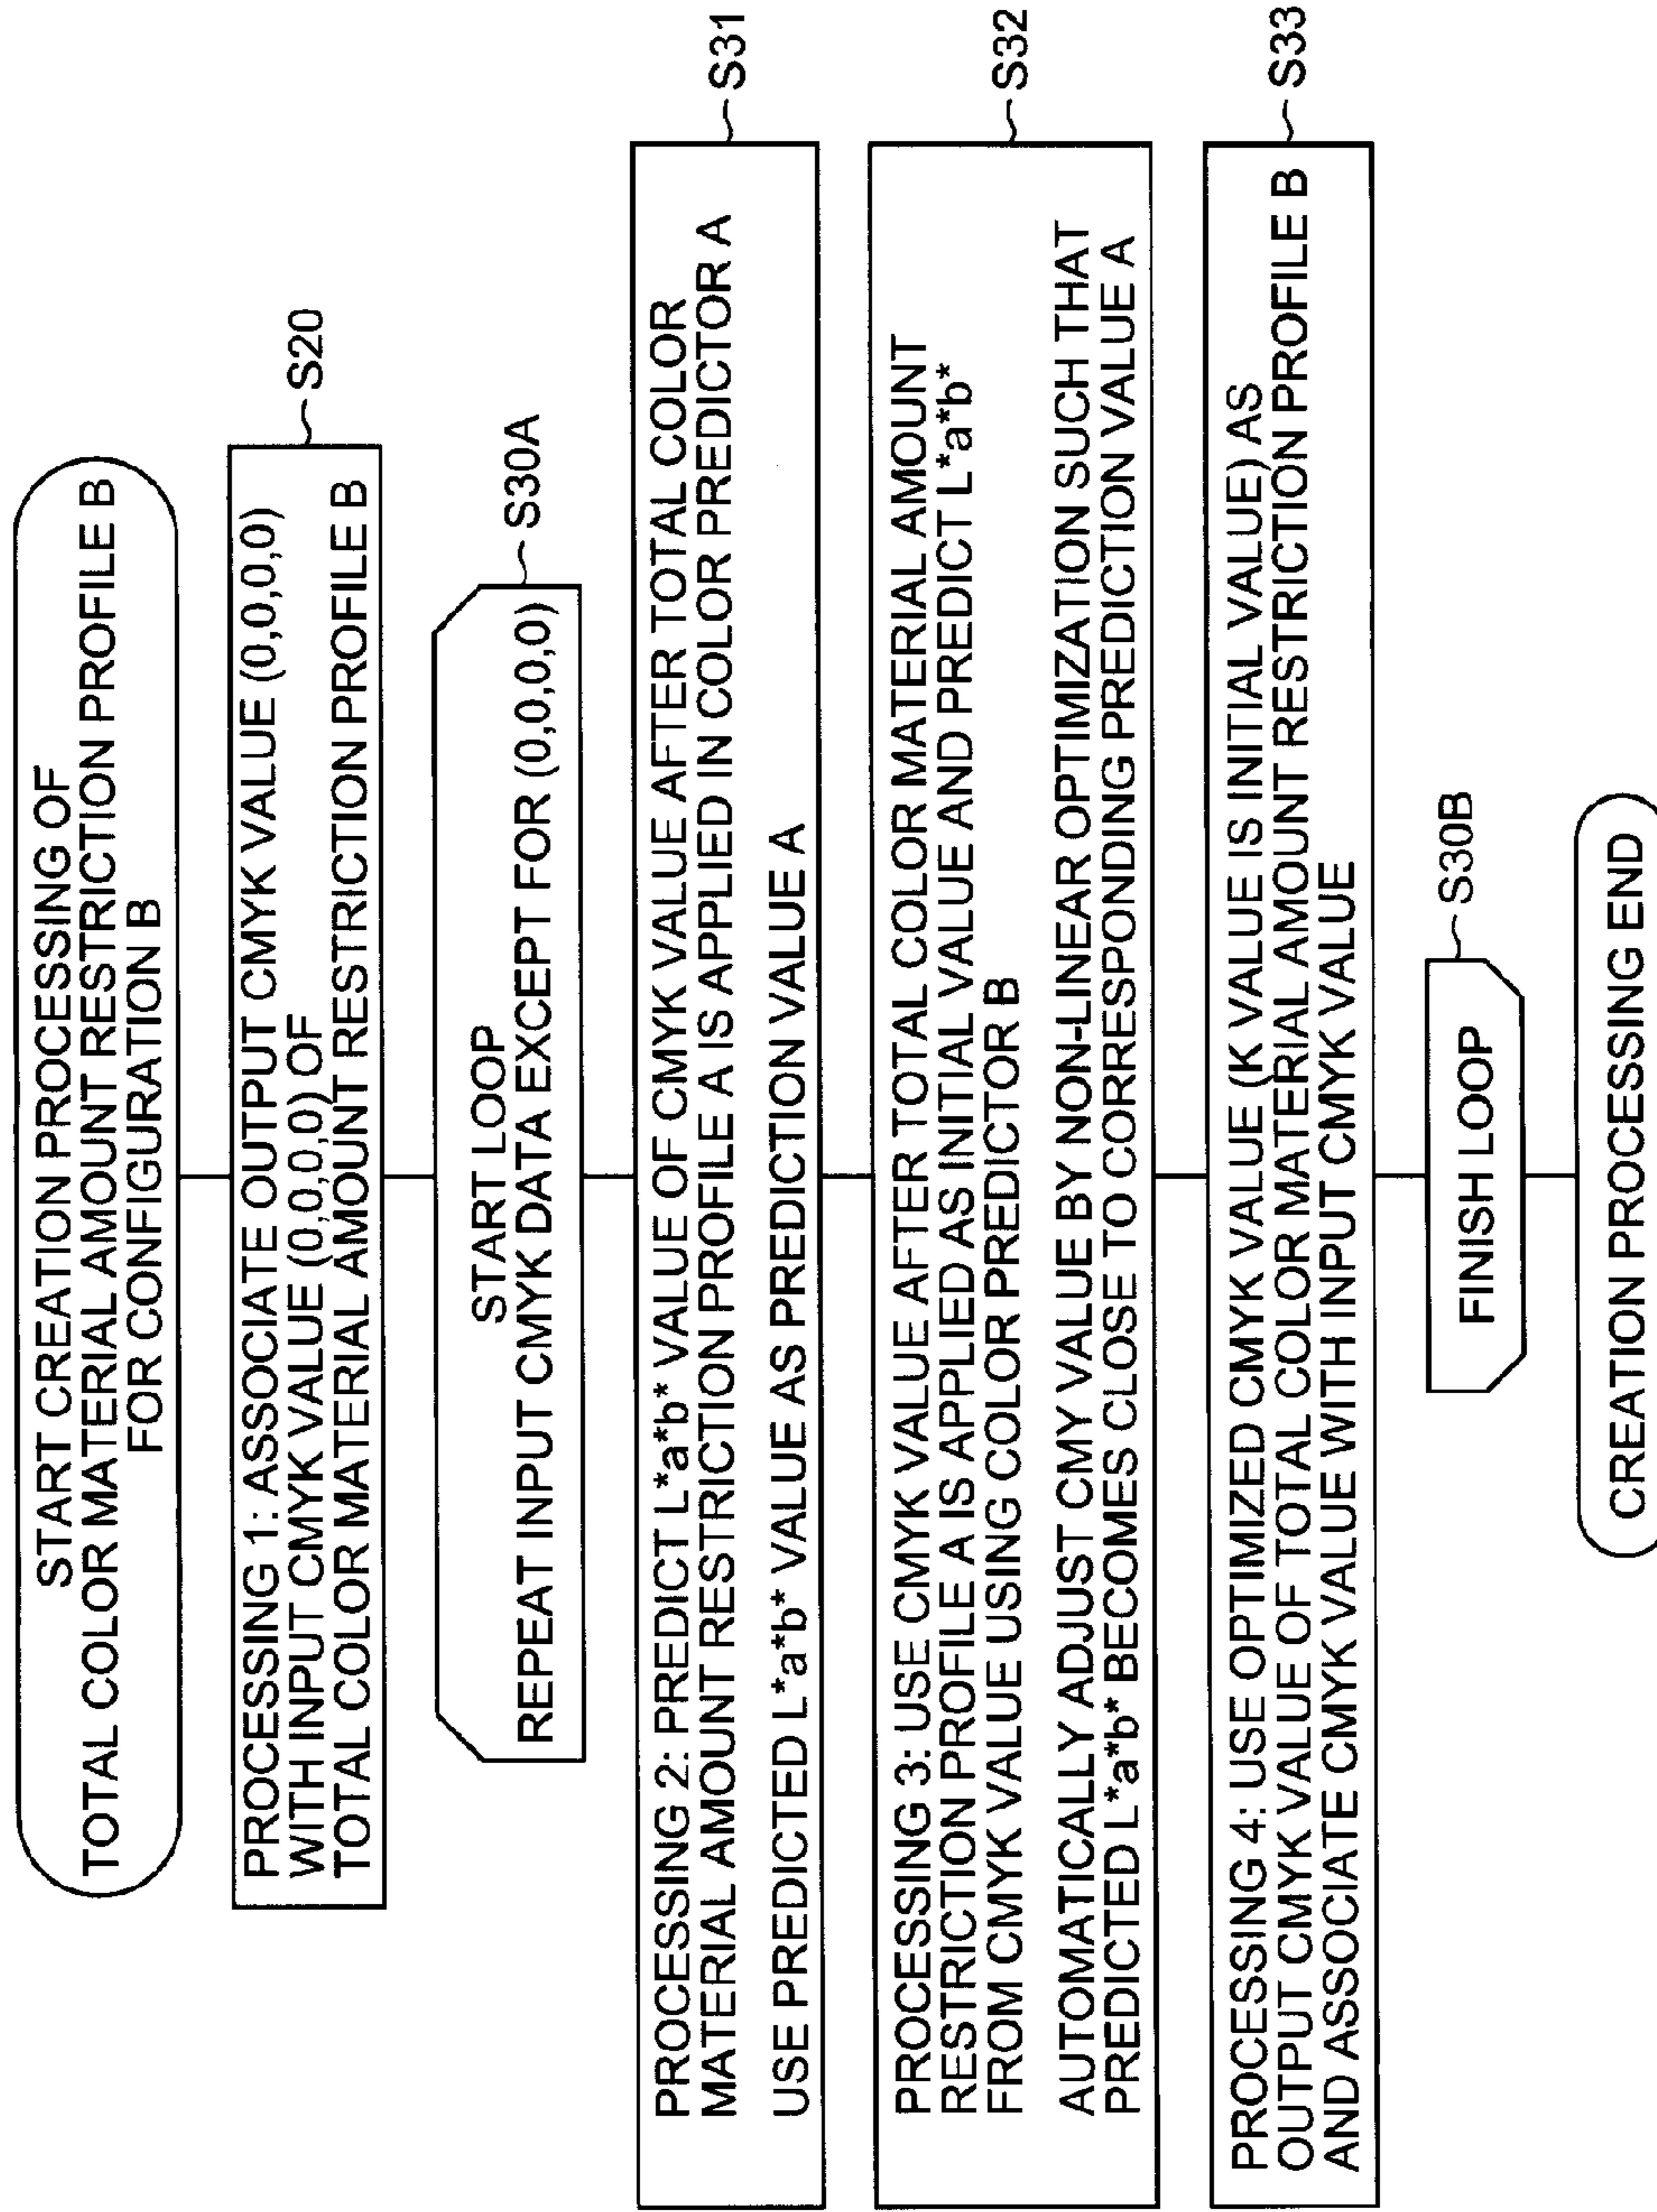 START CREATION PROCESSING OF
TOTAL COLOR MATERIAL AMOUNT RESTRICTION PROFILE B
FOR CONFIGURATION B
S20
PROCESSING 1: ASSOCIATE OUTPUT CMYK VALUE (0,0,0,0)
WITH INPUT CMYK VALUE (0,0,0,0) OF
TOTAL COLOR MATERIAL AMOUNT RESTRICTION PROFILE B
S30A
START LOOP
REPEAT INPUT CMYK DATA EXCEPT FOR (0,0,0,0)
S31
PROCESSING 2: PREDICT L*a*b* VALUE OF CMYK VALUE AFTER TOTAL COLOR
MATERIAL AMOUNT RESTRICTION PROFILE A IS APPLIED IN COLOR PREDICTOR A
USE PREDICTED L*a*b* VALUE AS PREDICTION VALUE A
S32
PROCESSING 3: USE CMYK VALUE AFTER TOTAL COLOR MATERIAL AMOUNT
RESTRICTION PROFILE A IS APPLIED AS INITIAL VALUE AND PREDICT L*a*b*
FROM CMYK VALUE USING COLOR PREDICTOR B
AUTOMATICALLY ADJUST CMY VALUE BY NON-LINEAR OPTIMIZATION SUCH THAT
PREDICTED L*a*b* BECOMES CLOSE TO CORRESPONDING PREDICTION VALUE A
S33
PROCESSING 4: USE OPTIMIZED CMYK VALUE (K VALUE IS INITIAL VALUE) AS
OUTPUT CMYK VALUE OF TOTAL COLOR MATERIAL AMOUNT RESTRICTION PROFILE B
AND ASSOCIATE CMYK VALUE WITH INPUT CMYK VALUE
S30B
FINISH LOOP
CREATION PROCESSING END